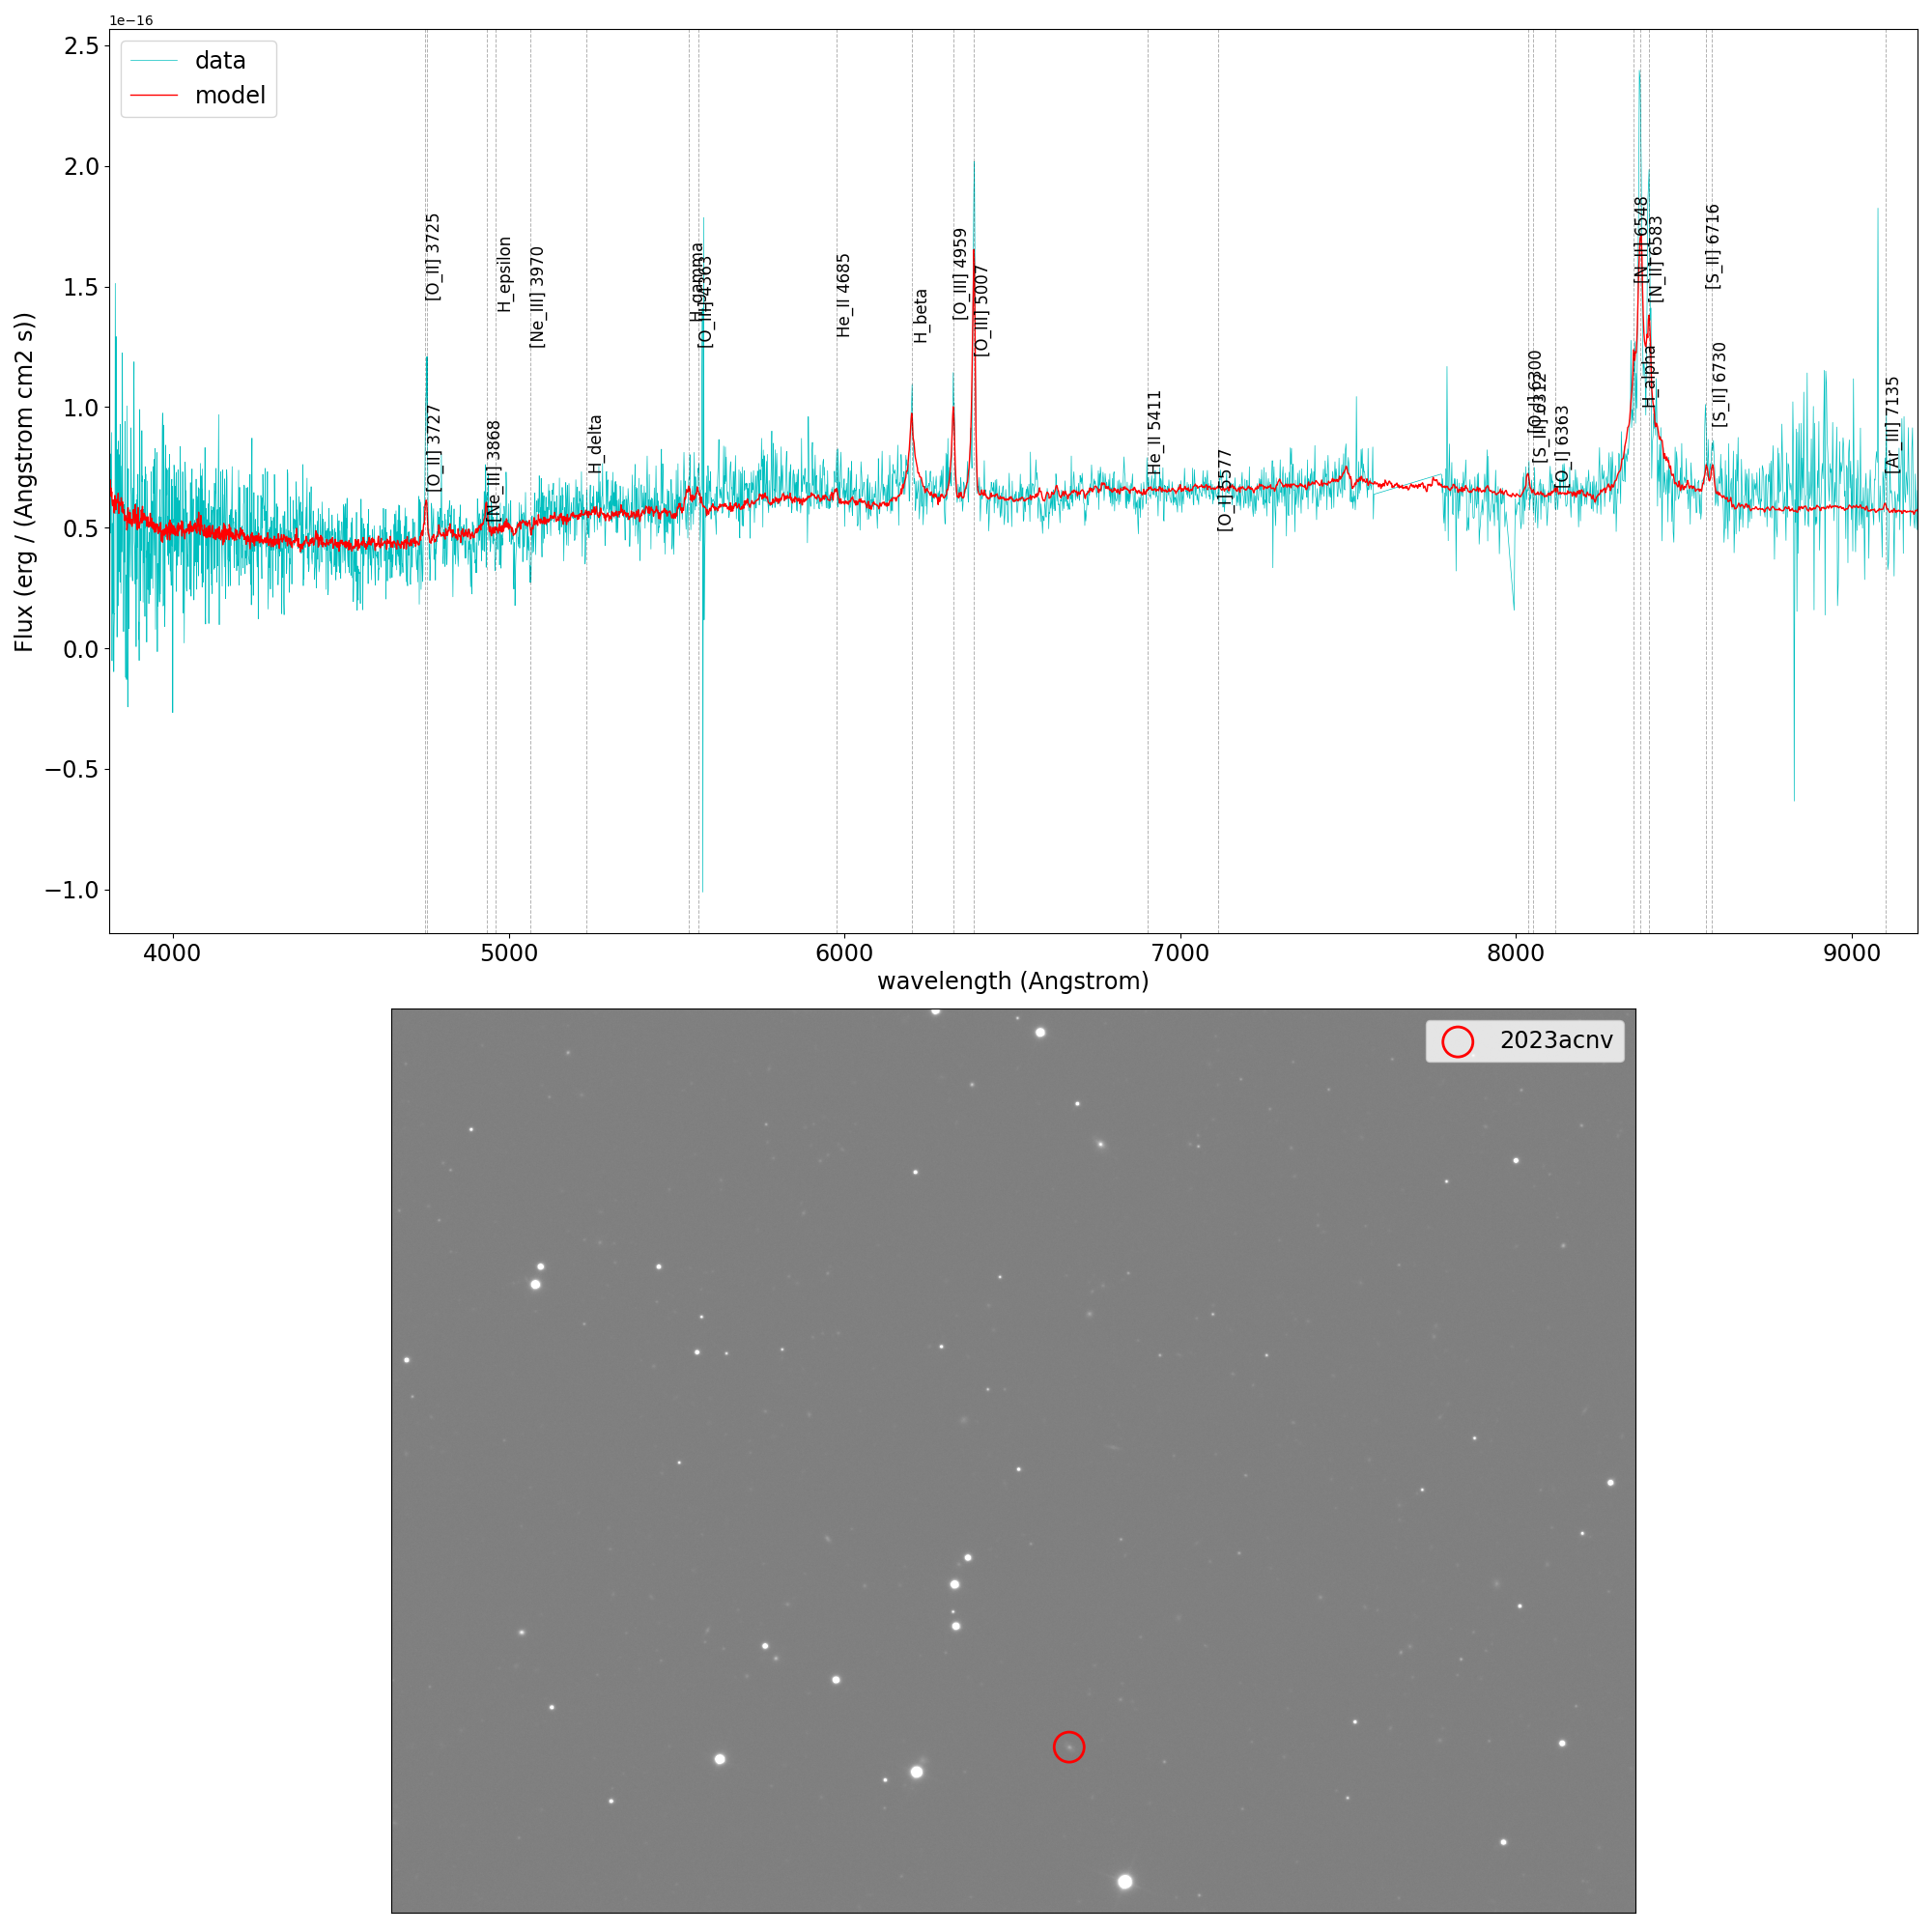 1e−16
data
model
2.5
2.0
1.5
1.0
0.5
0.0
−0.5
−1.0
Flux (erg / (Angstrom cm2 s))
[O_II] 3725
[O_II] 3727
[Ne_III] 3868
H_epsilon
[Ne_III] 3970
H_delta
H_gamma
[O_III] 4363
He_II 4685
H_beta
[O_III] 4959
[O_III] 5007
He_II 5411
[O_I] 5577
[O_I] 6300
[S_III] 6312
[O_I] 6363
[N_II] 6548
[N_II] 6583
H_alpha
[S_II] 6716
[S_II] 6730
[Ar_III] 7135
4000 5000 6000 7000 8000 9000
wavelength (Angstrom)
2023acnv